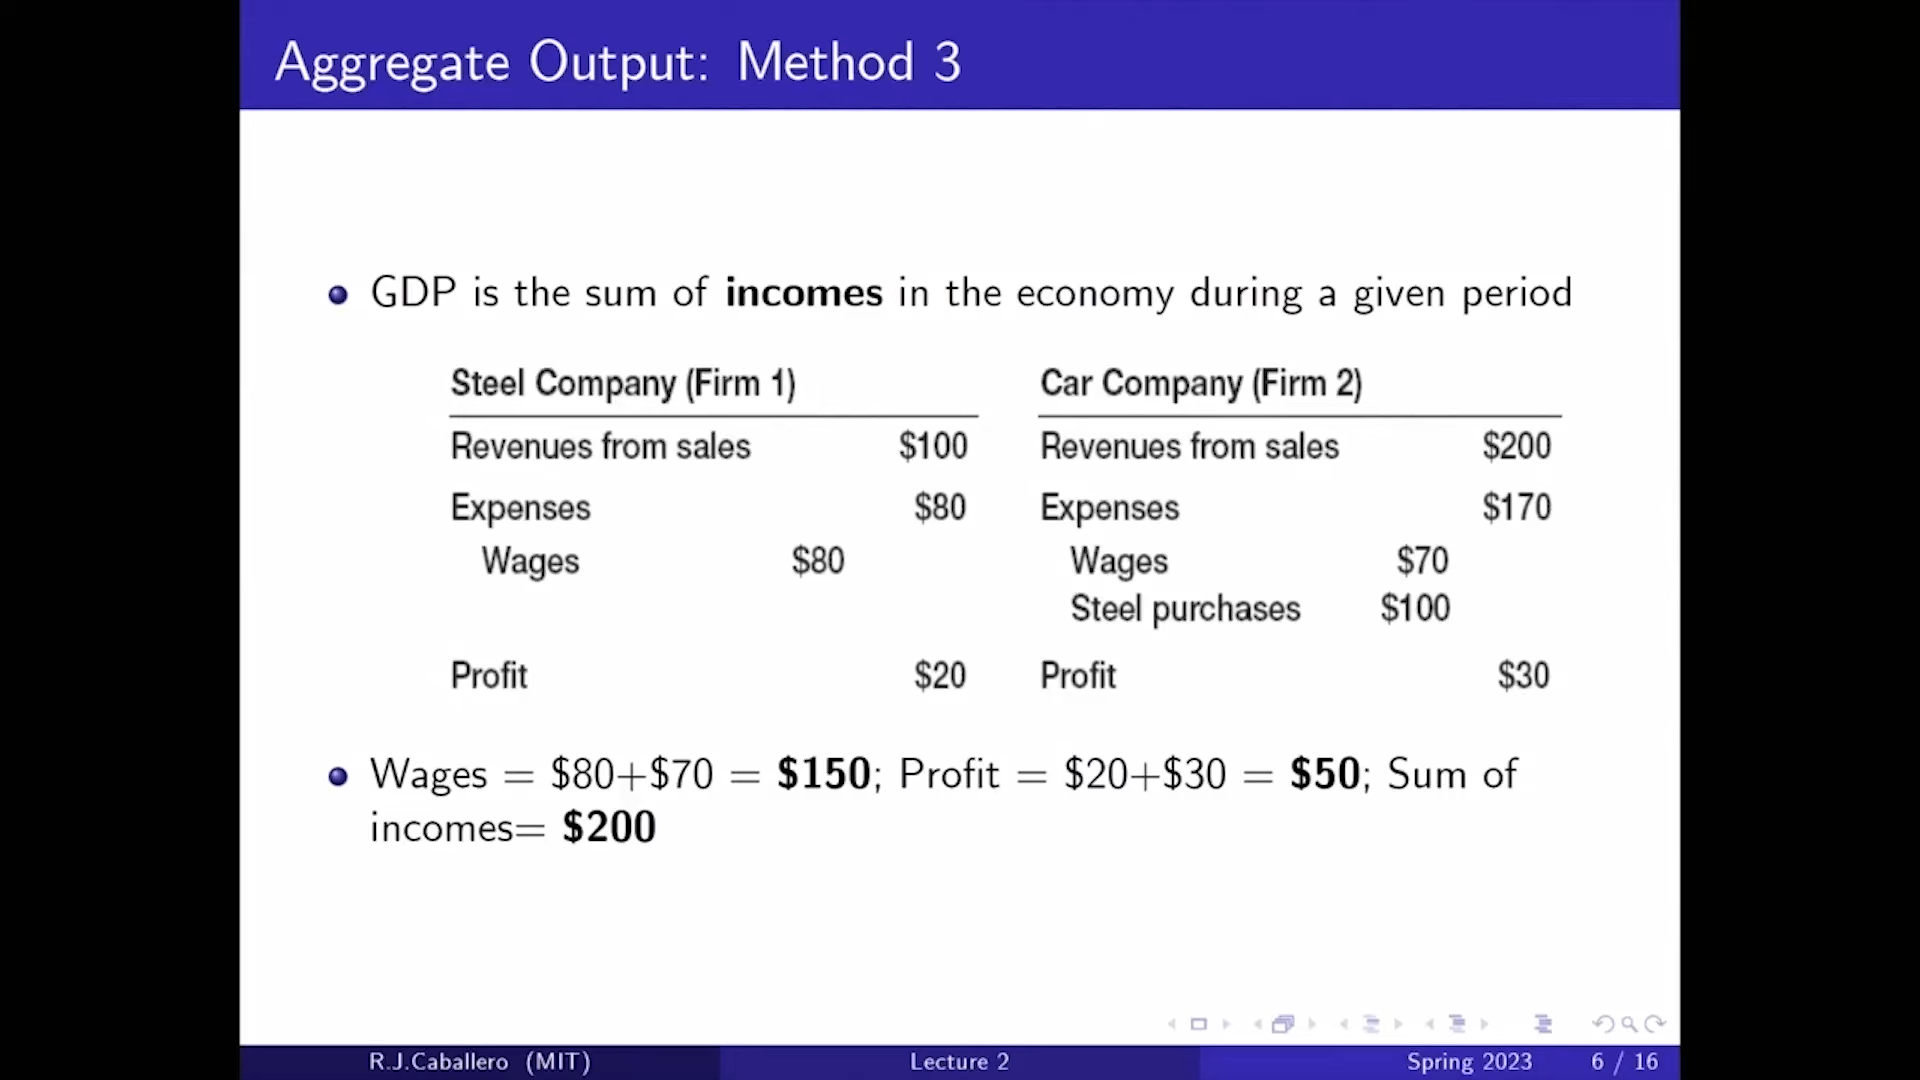 Aggregate Output: Method 3
GDP is the sum of incomes in the economy during a given period
Steel Company (Firm 1)
Revenues from sales $100
Expenses $80
Wages $80
Profit $20
Car Company (Firm 2)
Revenues from sales $200
Expenses $170
Wages $70
Steel purchases $100
Profit $30
Wages = $80+$70 = $150; Profit = $20+$30 = $50; Sum of
incomes= $200
R.J.Caballero (MIT) Lecture 2 Spring 2023 6 / 16